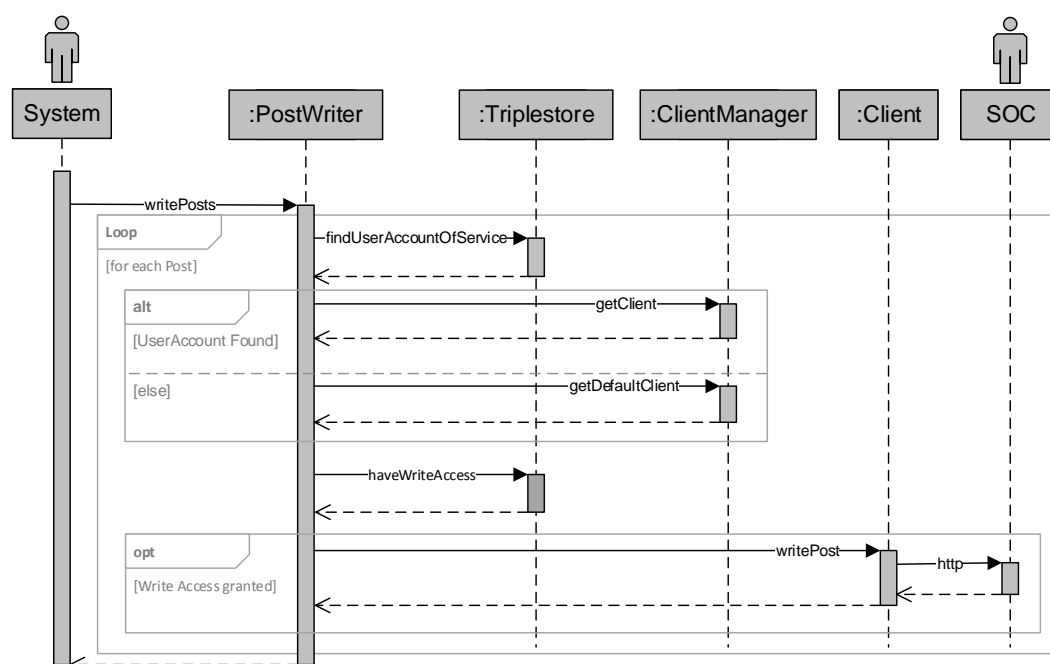 System
:PostWriter
:Triplestore
:ClientManager
:Client
SOC
writePosts
Loop
[for each Post]
findUserAccountOfService
alt
[UserAccount Found]
getClient
[else]
getDefaultClient
haveWriteAccess
opt
[Write Access granted]
writePost
http